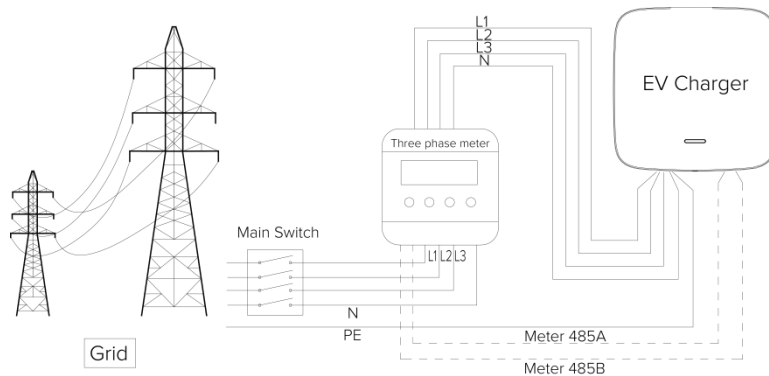 L1
L2
L3
N
EV Charger
Three phase meter
Main Switch
L1 L2 L3
N
PE
Meter 485A
Grid
Meter 485B